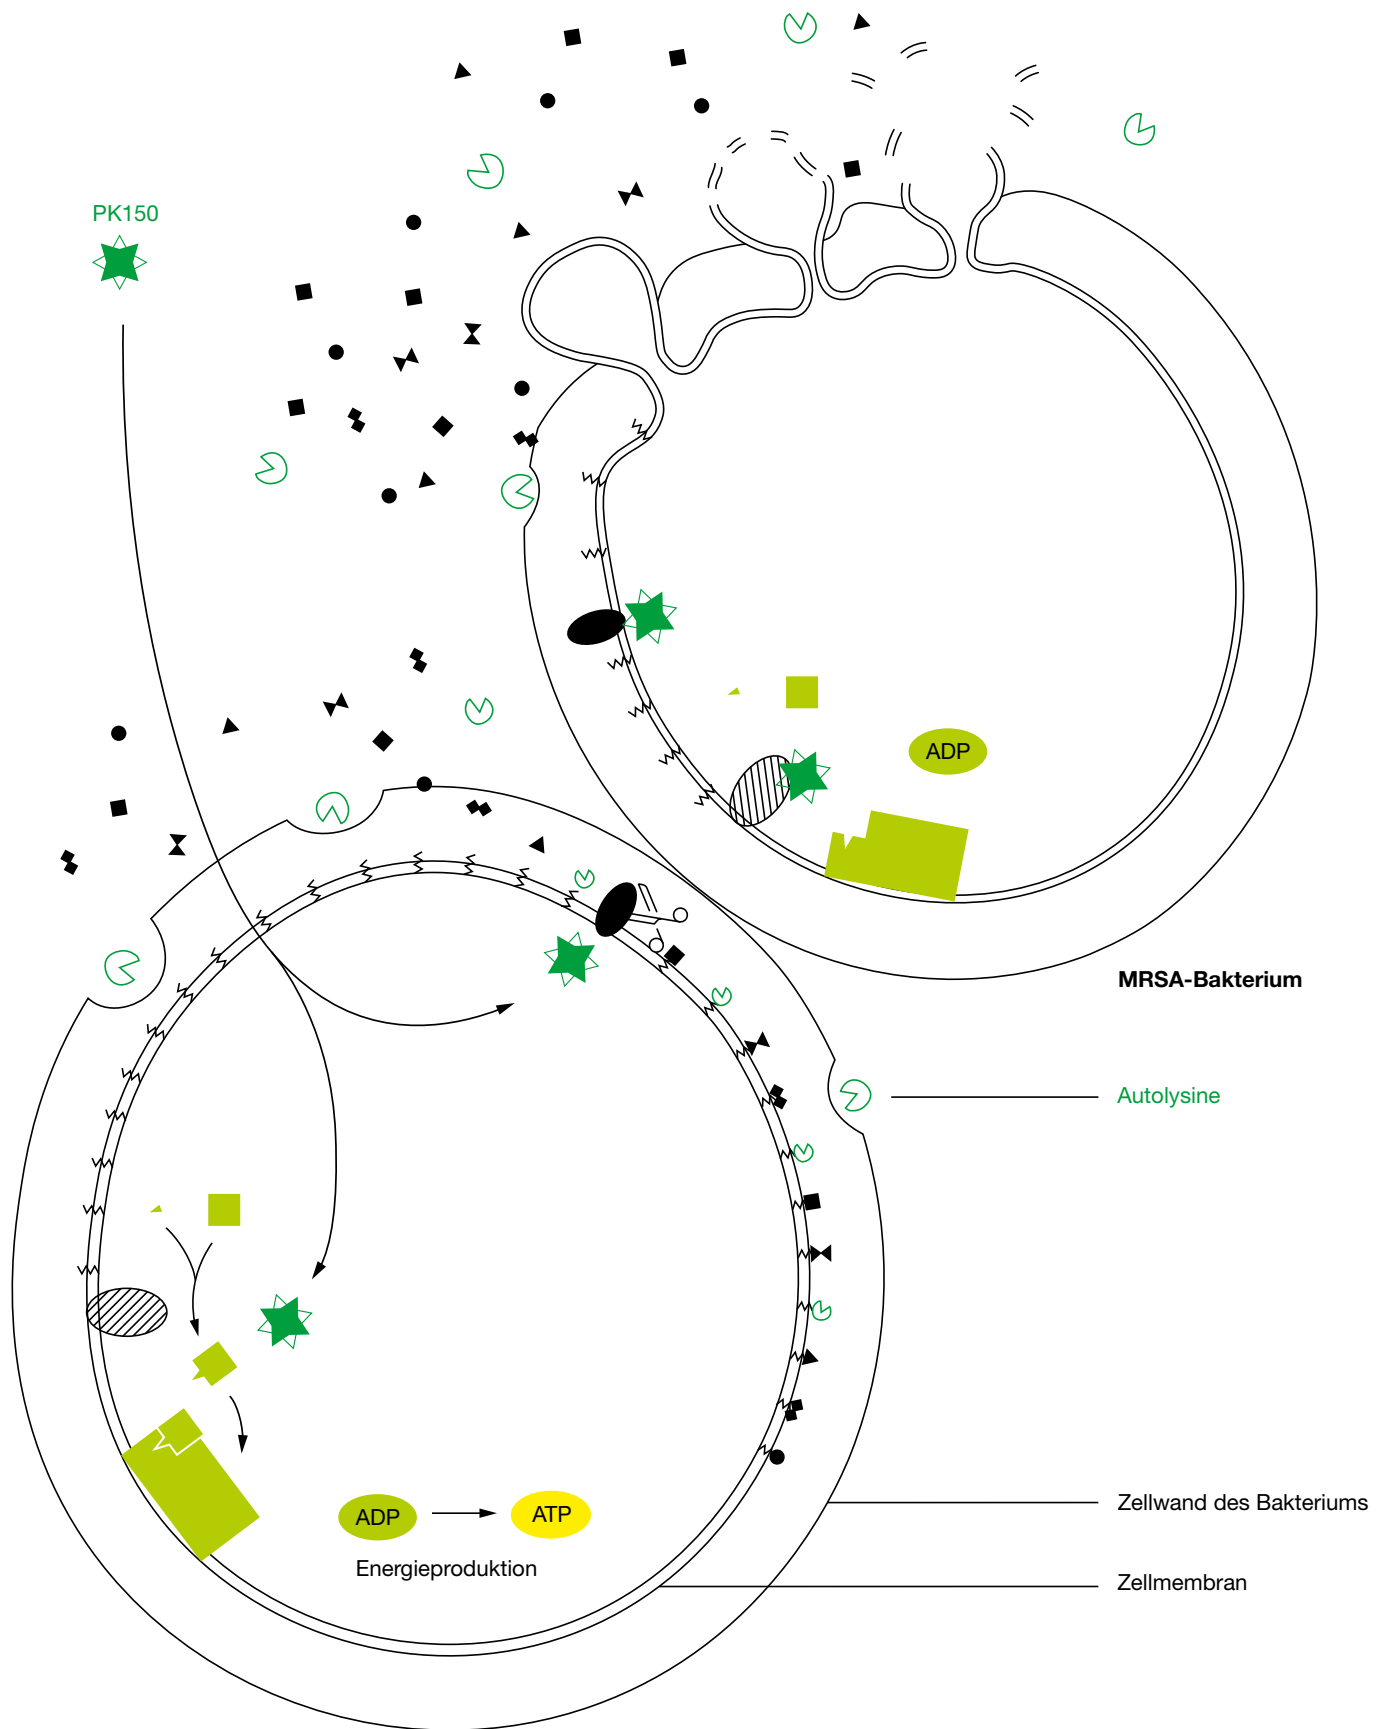 PK150
ADP
MRSA-Bakterium
Autolysine
Zellwand des Bakteriums
ADP
ATP
Energieproduktion
Zellmembran